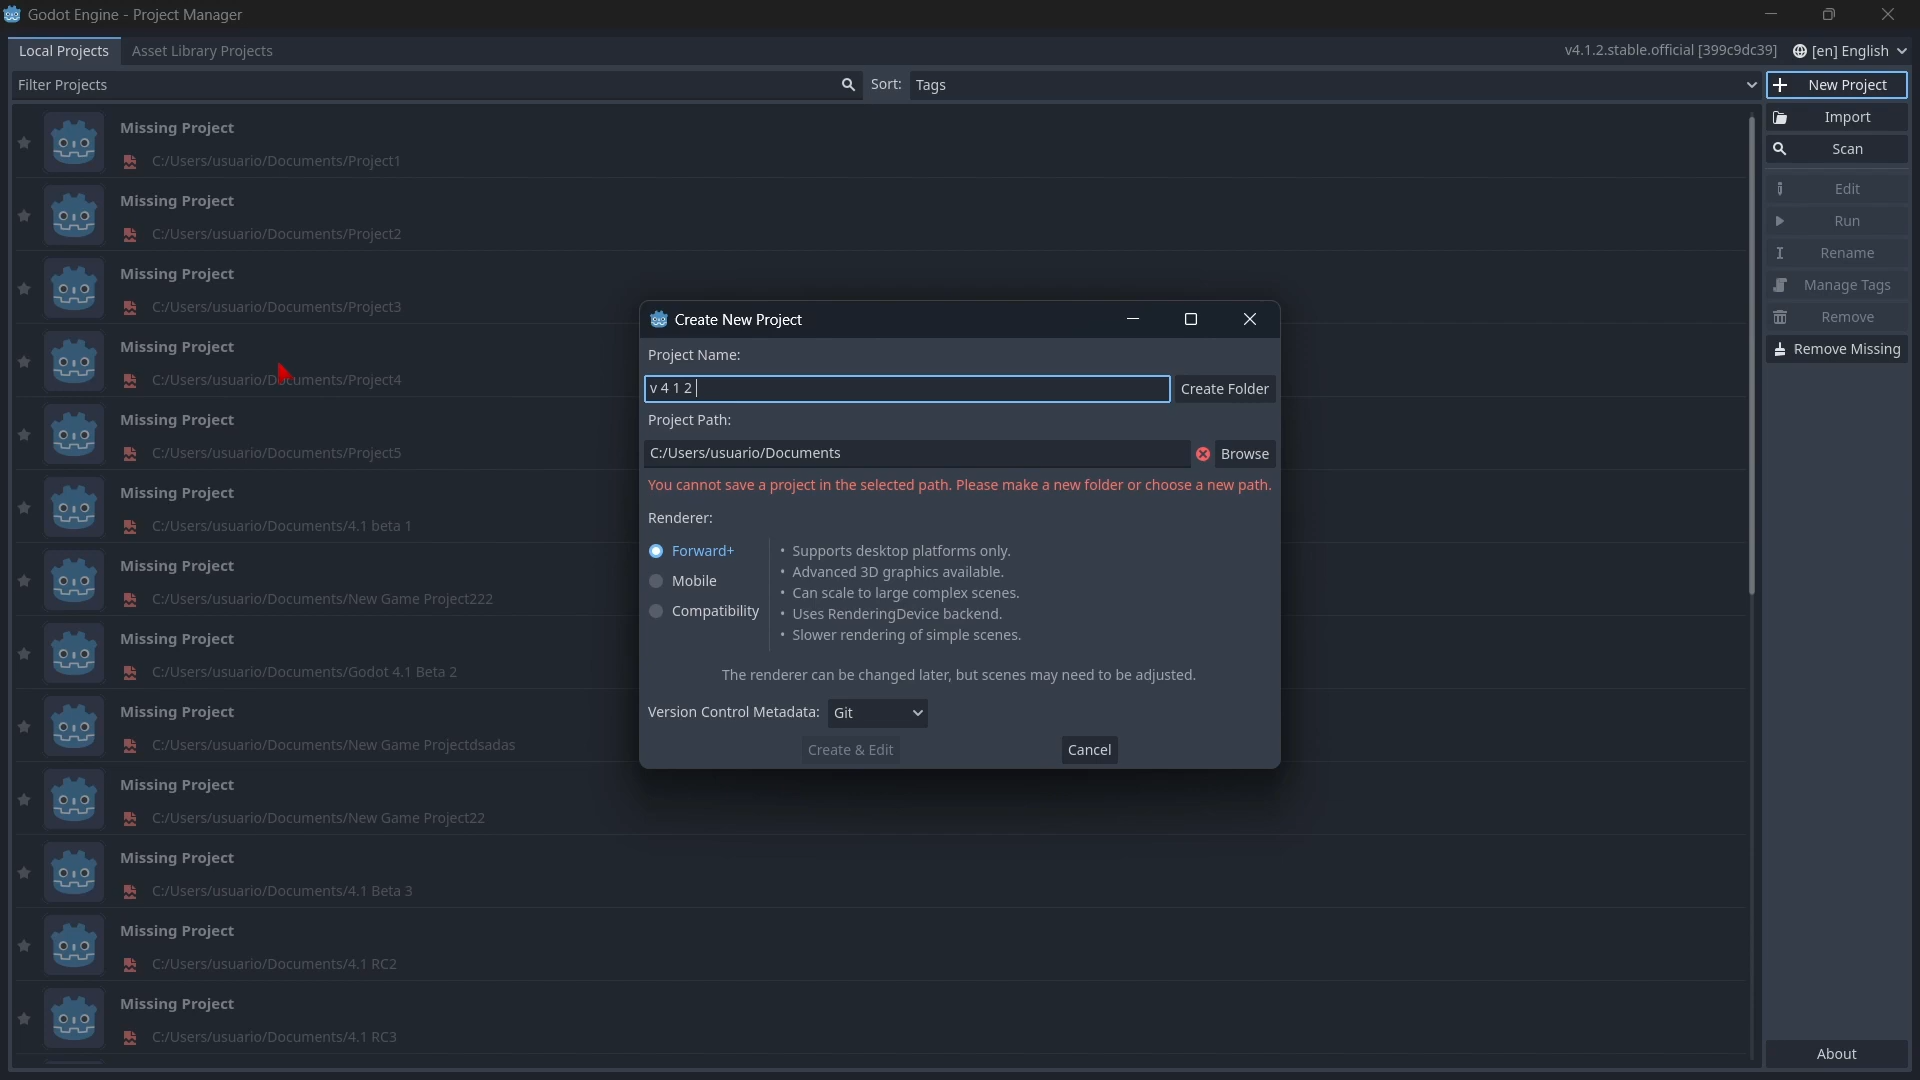 Godot Engine - Project Manager
Local Projects
Asset Library Projects
v4.1.2.stable.official [399c9dc39]
[en] English
Filter Projects
Sort:
Tags
New Project
Import
Scan
Edit
Run
Rename
Manage Tags
Remove
Remove Missing
About
Missing Project
C:/Users/usuario/Documents/Project1
Missing Project
C:/Users/usuario/Documents/Project2
Missing Project
C:/Users/usuario/Documents/Project3
Missing Project
C:/Users/usuario/Documents/Project4
Missing Project
C:/Users/usuario/Documents/Project5
Missing Project
C:/Users/usuario/Documents/4.1 beta 1
Missing Project
C:/Users/usuario/Documents/New Game Project222
Missing Project
C:/Users/usuario/Documents/Godot 4.1 Beta 2
Missing Project
C:/Users/usuario/Documents/New Game Projectdsadas
Missing Project
C:/Users/usuario/Documents/New Game Project22
Missing Project
C:/Users/usuario/Documents/4.1 Beta 3
Missing Project
C:/Users/usuario/Documents/4.1 RC2
Missing Project
C:/Users/usuario/Documents/4.1 RC3
Create New Project
Project Name:
v 4 1 2
Create Folder
Project Path:
C:/Users/usuario/Documents
Browse
You cannot save a project in the selected path. Please make a new folder or choose a new path.
Renderer:
Forward+
Mobile
Compatibility
• Supports desktop platforms only.
• Advanced 3D graphics available.
• Can scale to large complex scenes.
• Uses RenderingDevice backend.
• Slower rendering of simple scenes.
The renderer can be changed later, but scenes may need to be adjusted.
Version Control Metadata:
Git
Create & Edit
Cancel